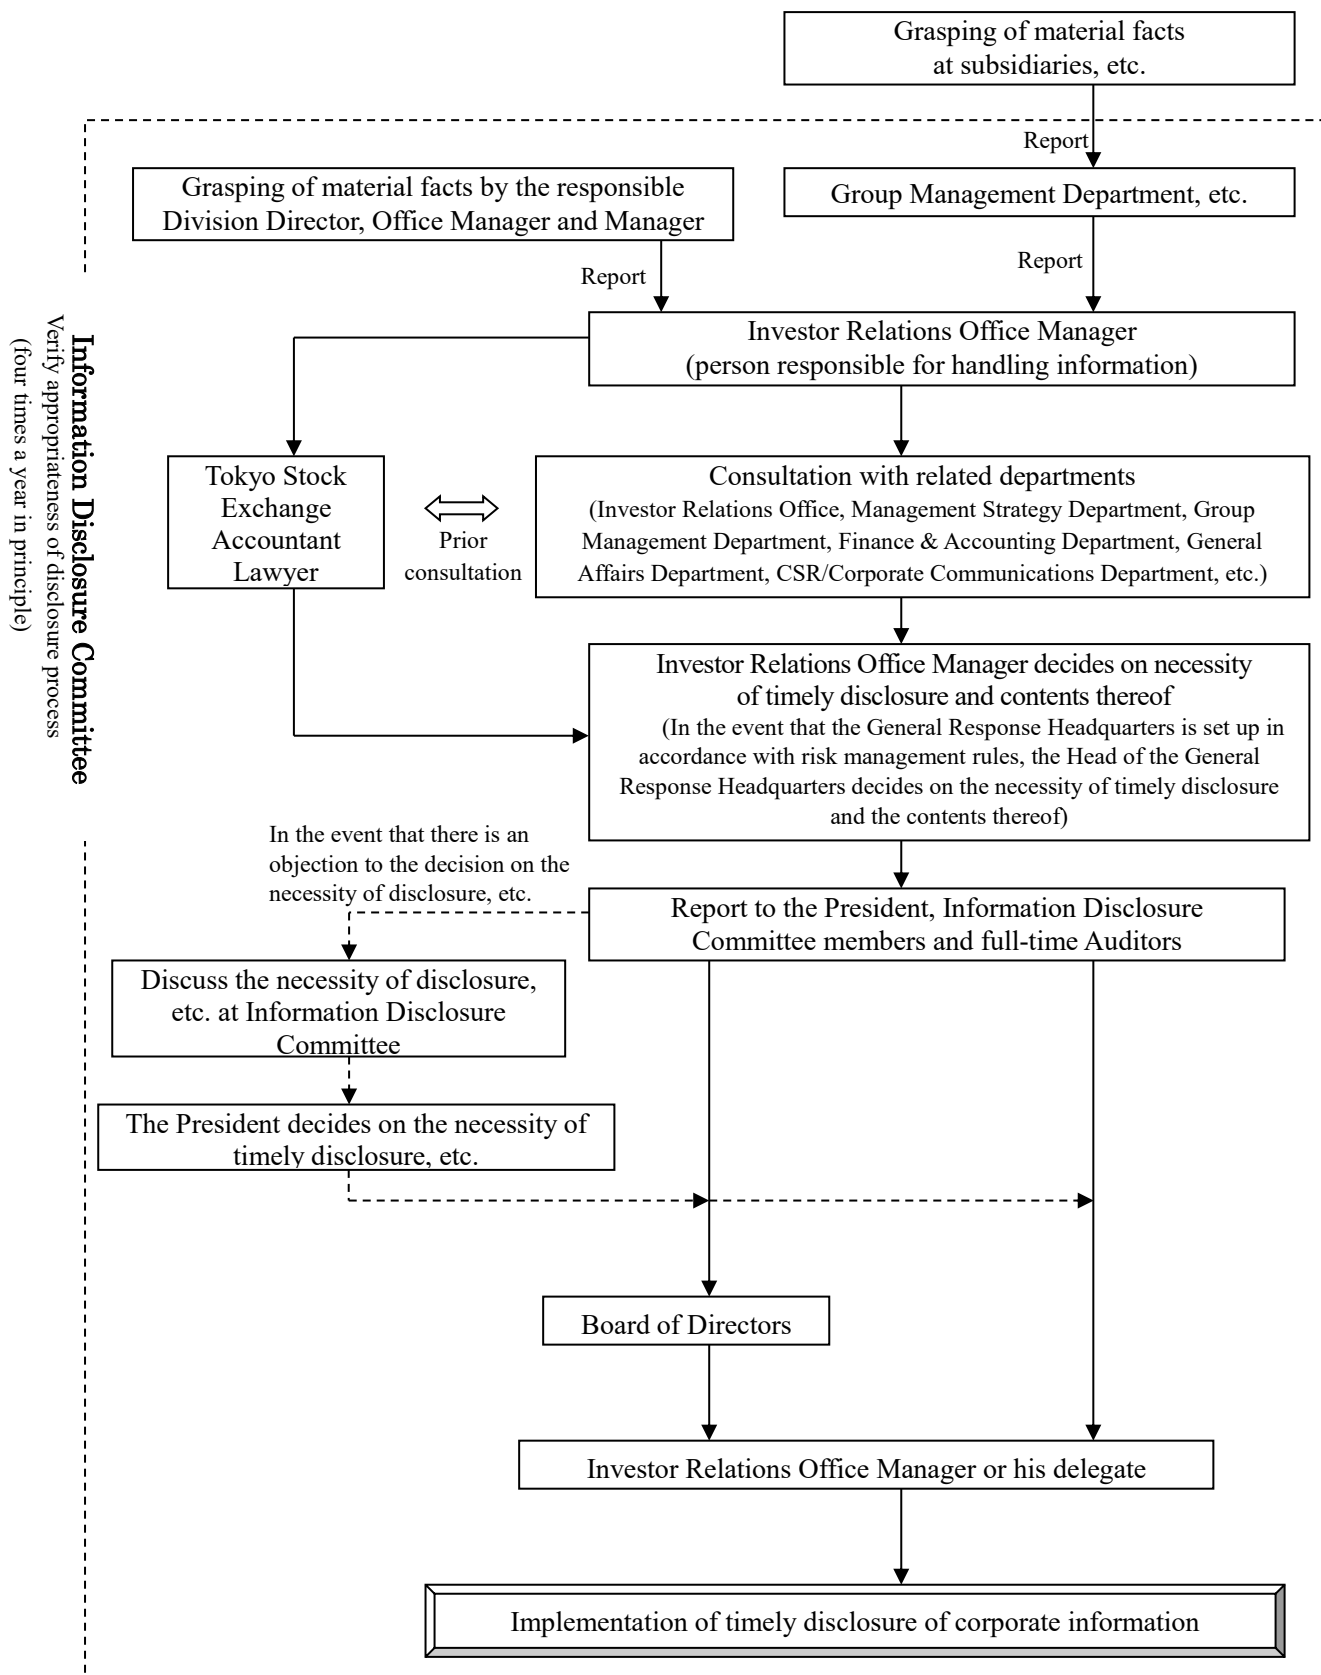 Grasping of material facts
at subsidiaries, etc.
Report
Grasping of material facts by the responsible
Division Director, Office Manager and Manager
Group Management Department, etc.
Report
Report
Investor Relations Office Manager
(person responsible for handling information)
Information Disclosure Committee
Verify appropriateness of disclosure process
(four times a year in principle)
Tokyo Stock
Exchange
Accountant
Lawyer
Prior
consultation
Consultation with related departments
(Investor Relations Office, Management Strategy Department, Group
Management Department, Finance & Accounting Department, General
Affairs Department, CSR/Corporate Communications Department, etc.)
Investor Relations Office Manager decides on necessity
of timely disclosure and contents thereof
(In the event that the General Response Headquarters is set up in
accordance with risk management rules, the Head of the General
Response Headquarters decides on the necessity of timely disclosure
and the contents thereof)
In the event that there is an
objection to the decision on the
necessity of disclosure, etc.
Report to the President, Information Disclosure
Committee members and full-time Auditors
Discuss the necessity of disclosure,
etc. at Information Disclosure
Committee
The President decides on the necessity of
timely disclosure, etc.
Board of Directors
Investor Relations Office Manager or his delegate
Implementation of timely disclosure of corporate information